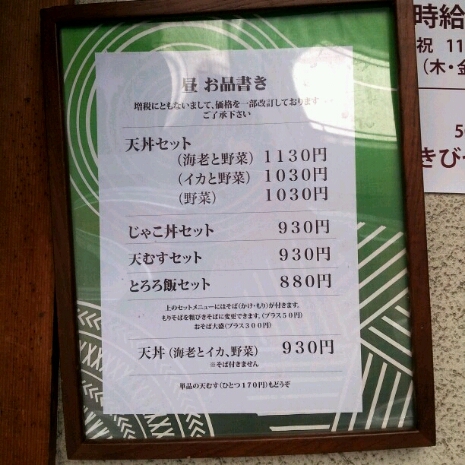 昼 お品書き
増税にともないまして、価格を一部改訂しております
ご了承下さい
天丼セット
（海老と野菜） 1130円
（イカと野菜） 1030円
（野菜） 1030円
じゃこ丼セット 930円
天むすセット 930円
とろろ飯セット 880円
上のセットメニューにはそば（かけ・もり）が付きます。
もりそばを粗びきそばに変更できます。（プラス50円）
おそば大盛（プラス300円）
天丼（海老とイカ、野菜） 930円
※そば付きません
単品の天むす（ひとつ170円）もどうぞ
時給
祝 11
（木・金
5
きび